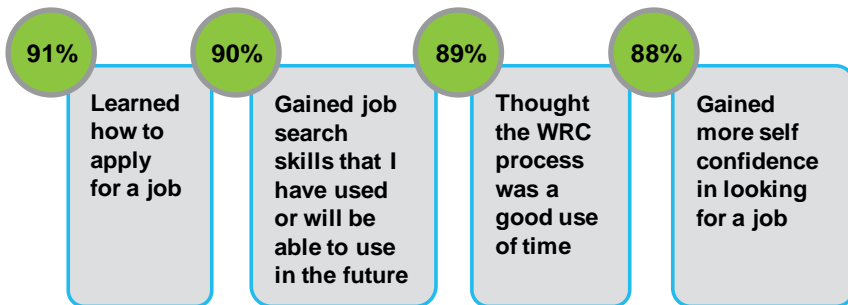 91%
Learned
how to
apply
for a job
90%
Gained job
search
skills that I
have used
or will be
able to use
in the future
89%
Thought
the WRC
process
was a
good use
of time
88%
Gained
more self
confidence
in looking
for a job